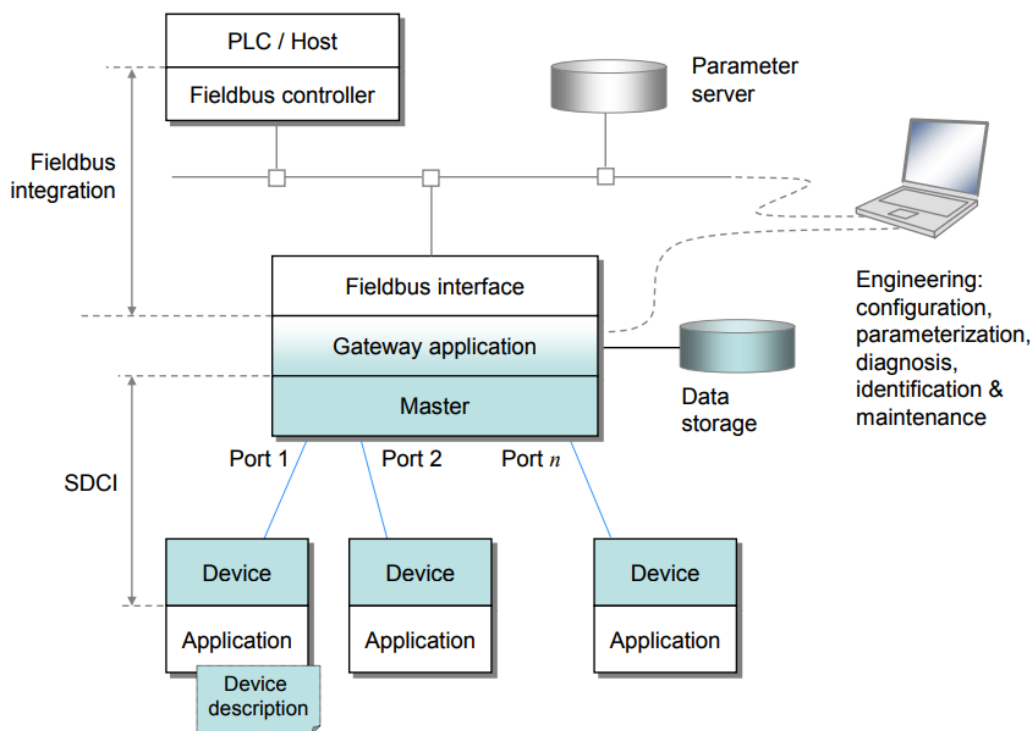 PLC / Host
Fieldbus controller
Parameter
server
Fieldbus
integration
Fieldbus interface
Gateway application
Master
Data
storage
Engineering:
configuration,
parameterization,
diagnosis,
identification &
maintenance
Port 1
Port 2
Port n
SDCI
Device
Device
Device
Application
Application
Application
Device
description